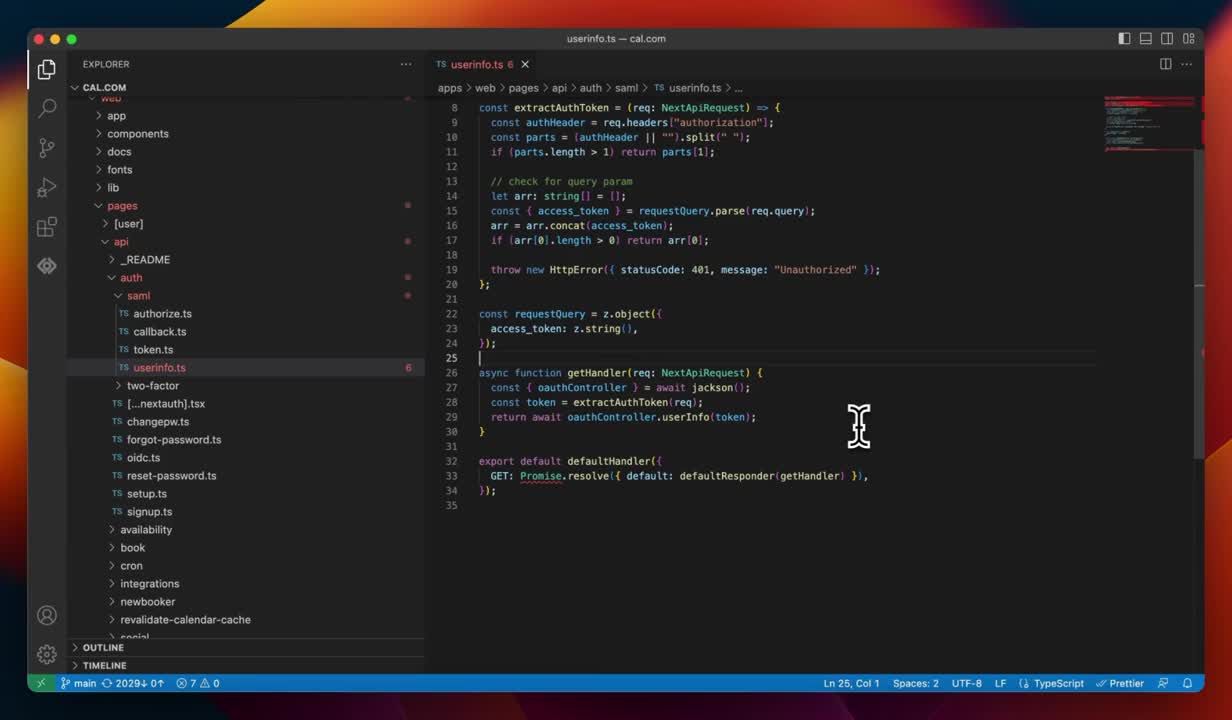 userinfo.ts — cal.com
EXPLORER
CAL.COM
web
app
components
docs
fonts
lib
pages
[user]
api
_README
auth
saml
TS authorize.ts
TS callback.ts
TS token.ts
TS userinfo.ts 6
two-factor
TS [...nextauth].tsx
TS changepw.ts
TS forgot-password.ts
TS oidc.ts
TS reset-password.ts
TS setup.ts
TS signup.ts
availability
book
cron
integrations
newbooker
revalidate-calendar-cache
social
OUTLINE
TIMELINE
TS userinfo.ts 6
apps > web > pages > api > auth > saml > TS userinfo.ts > ...
8 const extractAuthToken = (req: NextApiRequest) => {
9 const authHeader = req.headers["authorization"];
10 const parts = (authHeader || "").split(" ");
11 if (parts.length > 1) return parts[1];
12
13 // check for query param
14 let arr: string[] = [];
15 const { access_token } = requestQuery.parse(req.query);
16 arr = arr.concat(access_token);
17 if (arr[0].length > 0) return arr[0];
18
19 throw new HttpError({ statusCode: 401, message: "Unauthorized" });
20 };
21
22 const requestQuery = z.object({
23 access_token: z.string(),
24 });
25
26 async function getHandler(req: NextApiRequest) {
27 const { oauthController } = await jackson();
28 const token = extractAuthToken(req);
29 return await oauthController.userInfo(token);
30 }
31
32 export default defaultHandler({
33 GET: Promise.resolve({ default: defaultResponder(getHandler) }),
34 });
35
main 2029↓ 0↑ 7 0 Ln 25, Col 1 Spaces: 2 UTF-8 LF TypeScript Prettier